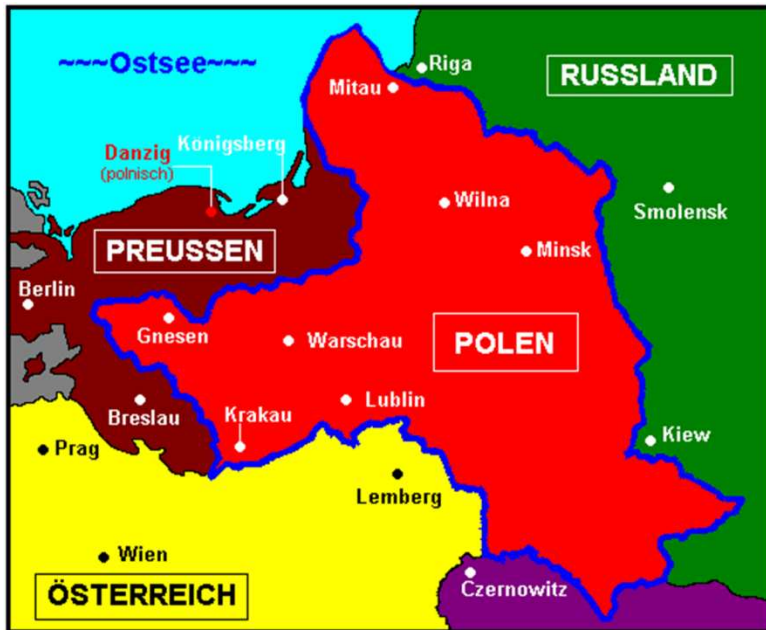 ~~~Ostsee~~~
Riga
RUSSLAND
Mitau
Danzig
(polnisch)
Königsberg
Wilna
Smolensk
PREUSSEN
Minsk
Berlin
Gnesen
Warschau
POLEN
Breslau
Krakau
Lublin
Kiew
Prag
Lemberg
Wien
Czernowitz
ÖSTERREICH